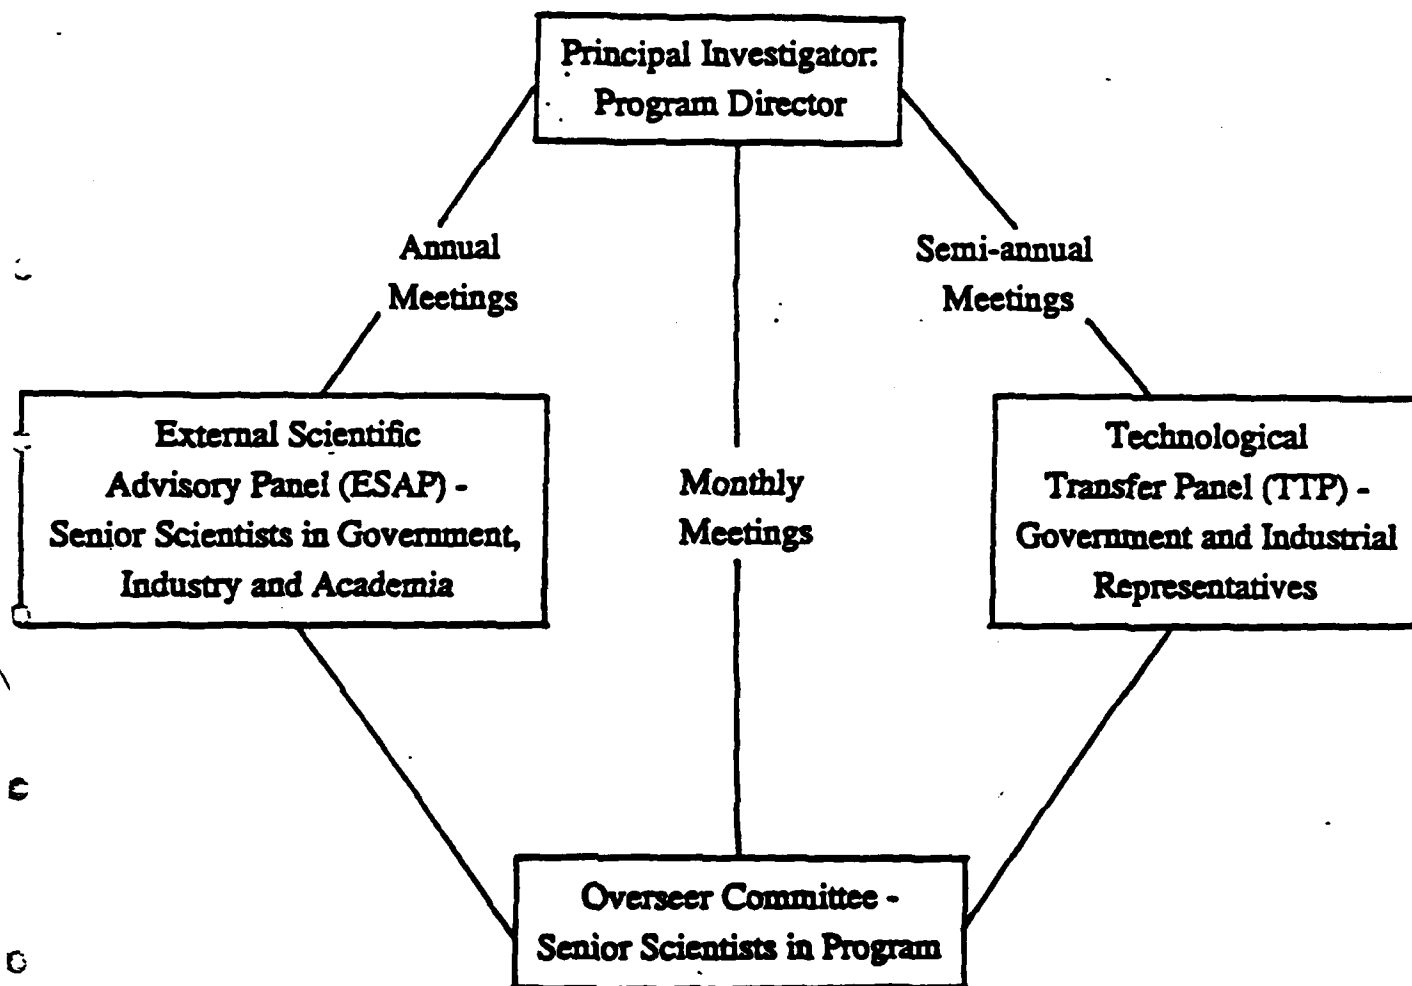 Principal Investigator:
Program Director
Annual
Meetings
Semi-annual
Meetings
External Scientific
Advisory Panel (ESAP) -
Senior Scientists in Government,
Industry and Academia
Monthly
Meetings
Technological
Transfer Panel (TTP) -
Government and Industrial
Representatives
Overseer Committee -
Senior Scientists in Program